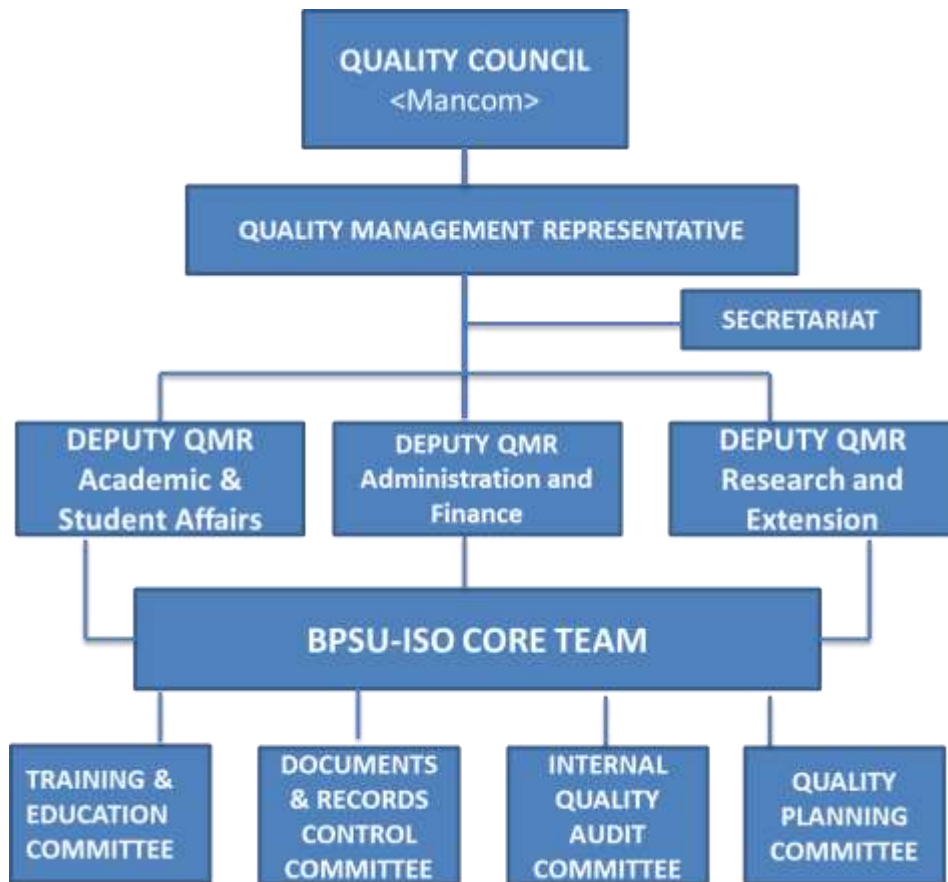 QUALITY COUNCIL
<Mancom>
QUALITY MANAGEMENT REPRESENTATIVE
SECRETARIAT
DEPUTY QMR
Academic &
Student Affairs
DEPUTY QMR
Administration and
Finance
DEPUTY QMR
Research and
Extension
BPSU-ISO CORE TEAM
TRAINING &
EDUCATION
COMMITTEE
DOCUMENTS
& RECORDS
CONTROL
COMMITTEE
INTERNAL
QUALITY
AUDIT
COMMITTEE
QUALITY
PLANNING
COMMITTEE